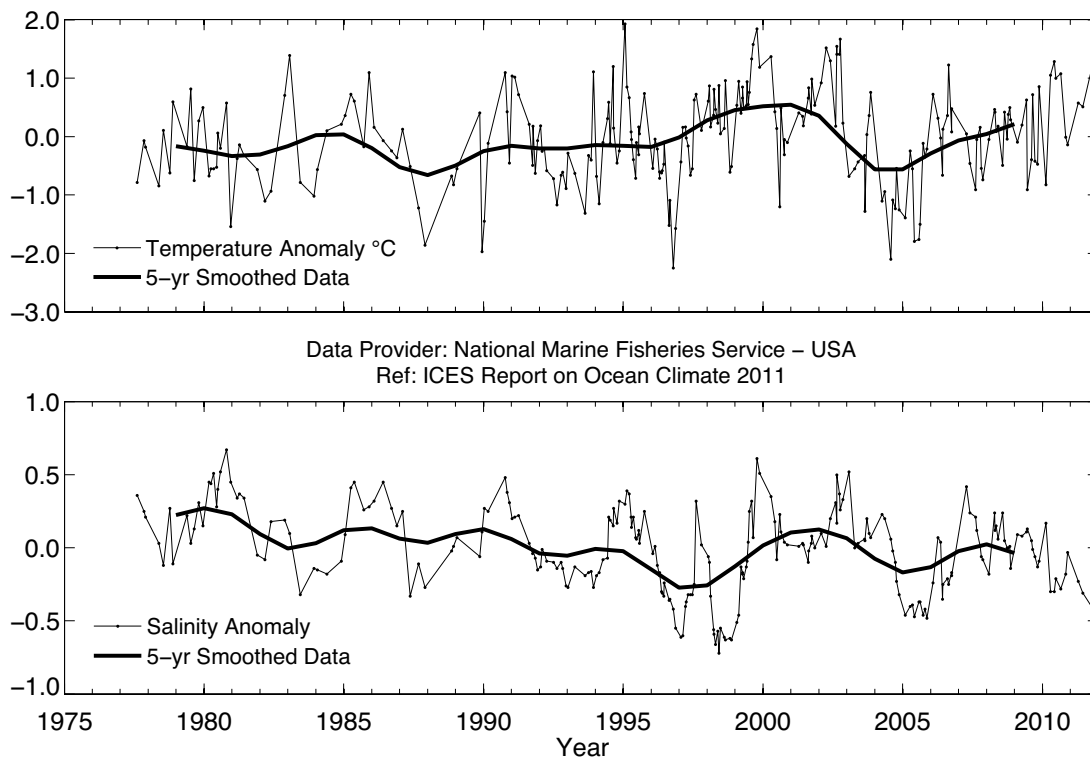 2.0
1.0
0.0
−1.0
−2.0
−3.0
Temperature Anomaly °C
5−yr Smoothed Data
Data Provider: National Marine Fisheries Service − USA
Ref: ICES Report on Ocean Climate 2011
1.0
0.5
0.0
−0.5
−1.0
Salinity Anomaly
5−yr Smoothed Data
1975 1980 1985 1990 1995 2000 2005 2010
Year